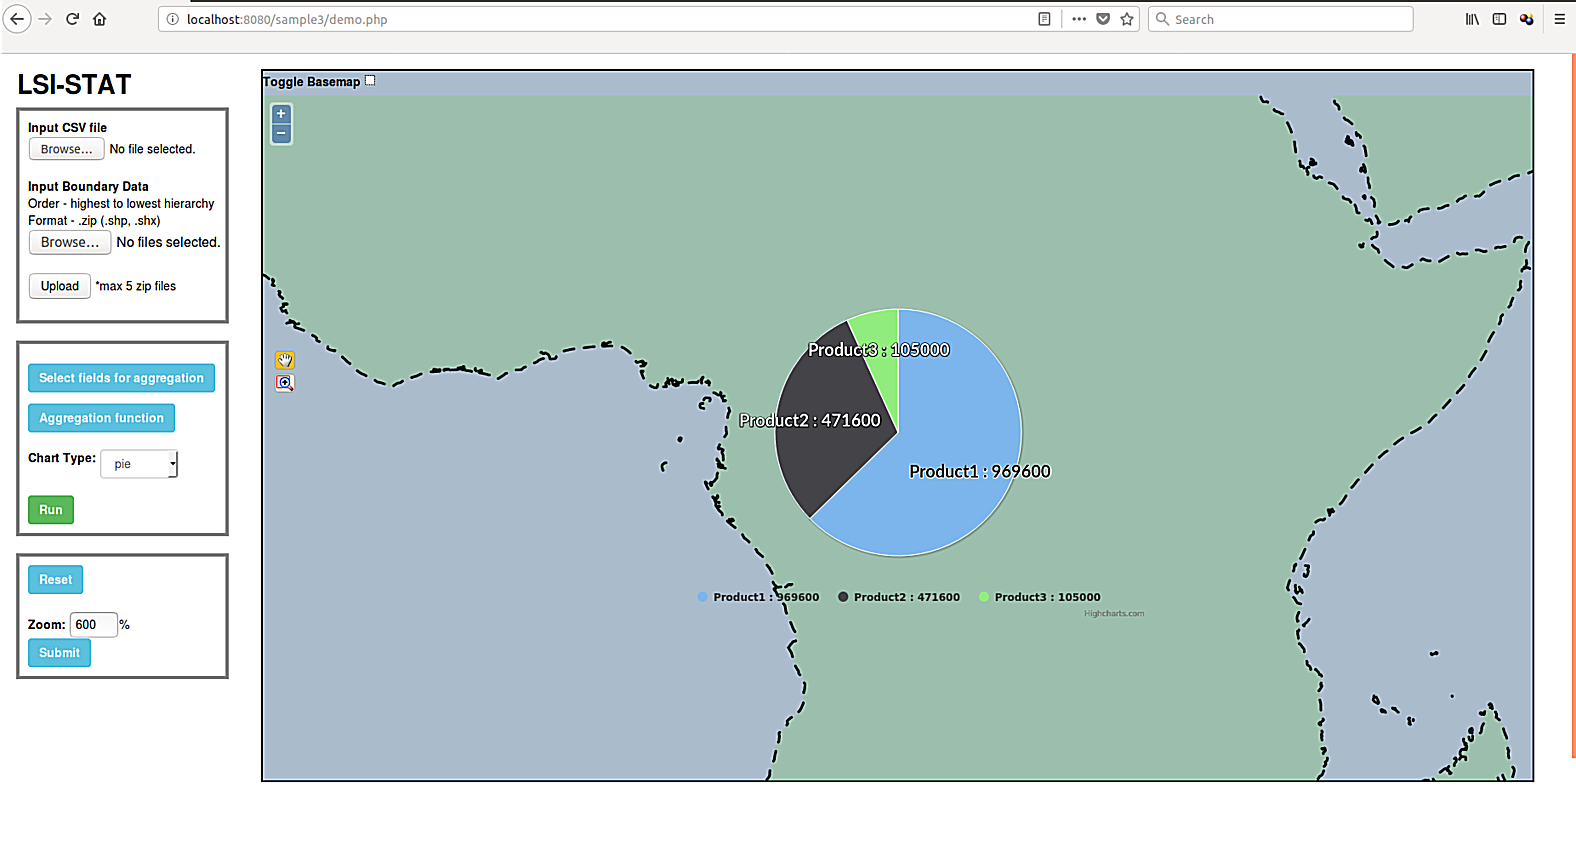 localhost:8080/sample3/demo.php
Search
LSI-STAT
Input CSV file
Browse... No file selected.
Input Boundary Data
Order - highest to lowest hierarchy
Format - .zip (.shp, .shx)
Browse... No files selected.
Upload *max 5 zip files
Select fields for aggregation
Aggregation function
Chart Type: pie
Run
Reset
Zoom: 600 %
Submit
Toggle Basemap
+
−
Product3 : 105000
Product2 : 471600
Product1 : 969600
Product1 : 969600 Product2 : 471600 Product3 : 105000
Highcharts.com